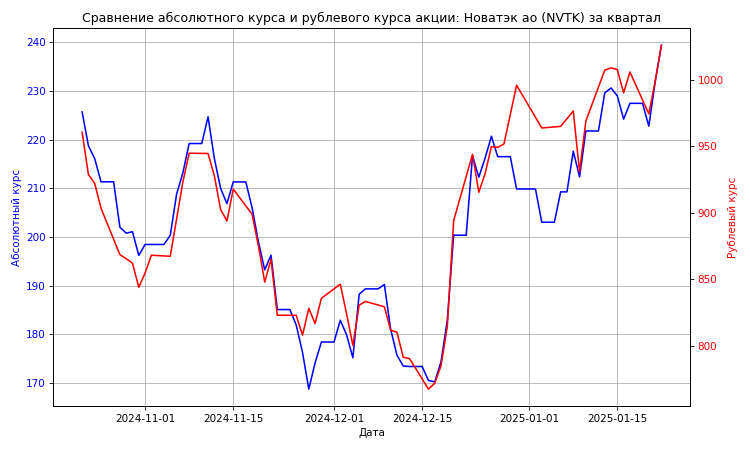 Сравнение абсолютного курса и рублевого курса акции: Новатэк ао (NVTK) за квартал
Абсолютный курс
240
230
220
210
200
190
180
170
1000
950
900
850
800
Рублевый курс
2024-11-01 2024-11-15 2024-12-01 2024-12-15 2025-01-01 2025-01-15
Дата